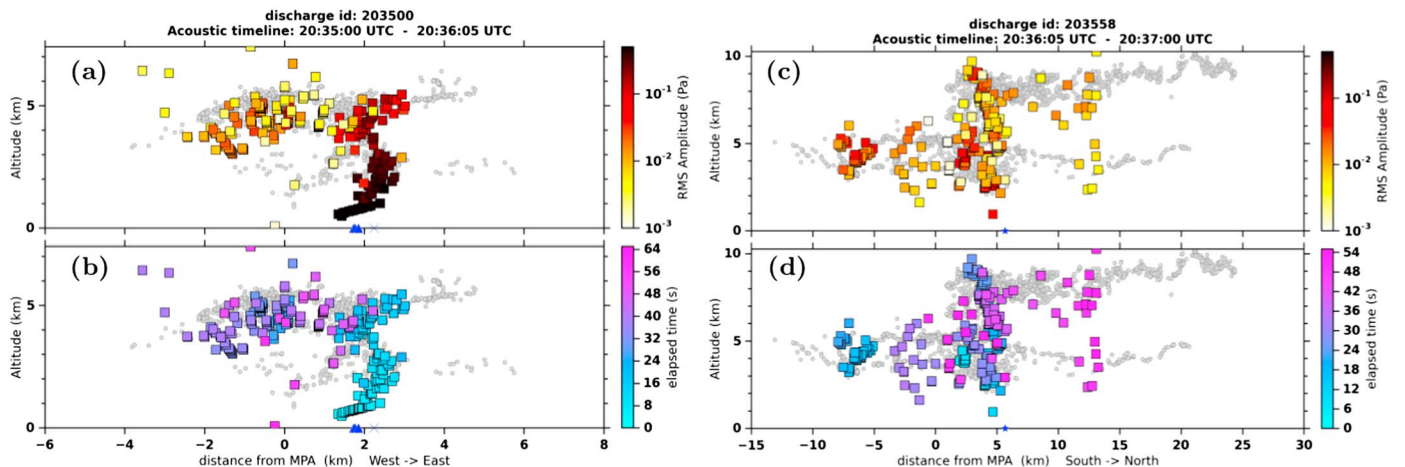 discharge id: 203500
Acoustic timeline: 20:35:00 UTC - 20:36:05 UTC
(a)
Altitude (km)
5
0
10⁻¹
10⁻²
10⁻³
RMS Amplitude (Pa)
(b)
Altitude (km)
5
0
64
56
48
40
32
24
16
8
0
elapsed time (s)
−6 −4 −2 0 2 4 6 8
distance from MPA (km) West -> East
discharge id: 203558
Acoustic timeline: 20:36:05 UTC - 20:37:00 UTC
(c)
Altitude (km)
10
5
0
10⁻¹
10⁻²
10⁻³
RMS Amplitude (Pa)
(d)
Altitude (km)
10
5
0
54
48
42
36
30
24
18
12
6
0
elapsed time (s)
−15 −10 −5 0 5 10 15 20 25 30
distance from MPA (km) South -> North